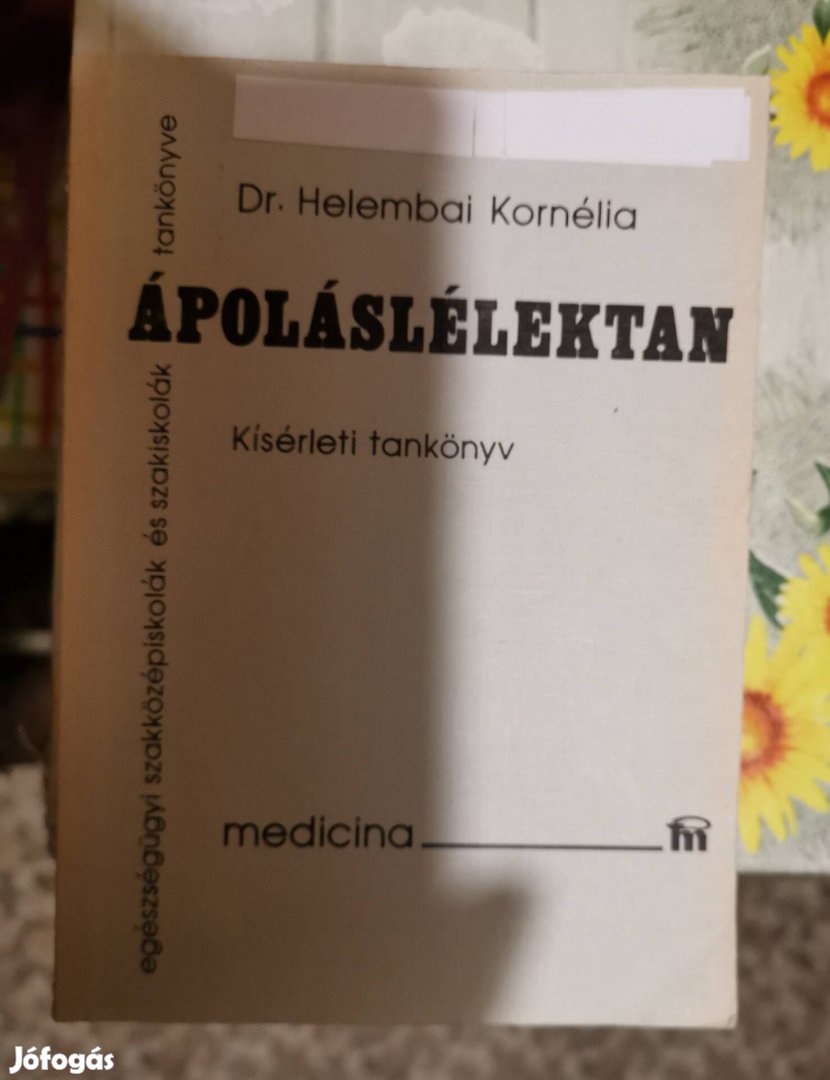 Dr. Helembai Kornélia
ÁPOLÁSLÉLEKTAN
Kísérleti tankönyv
egészségügyi szakközépiskolák és szakiskolák tankönyve
medicina
m
Jófogás